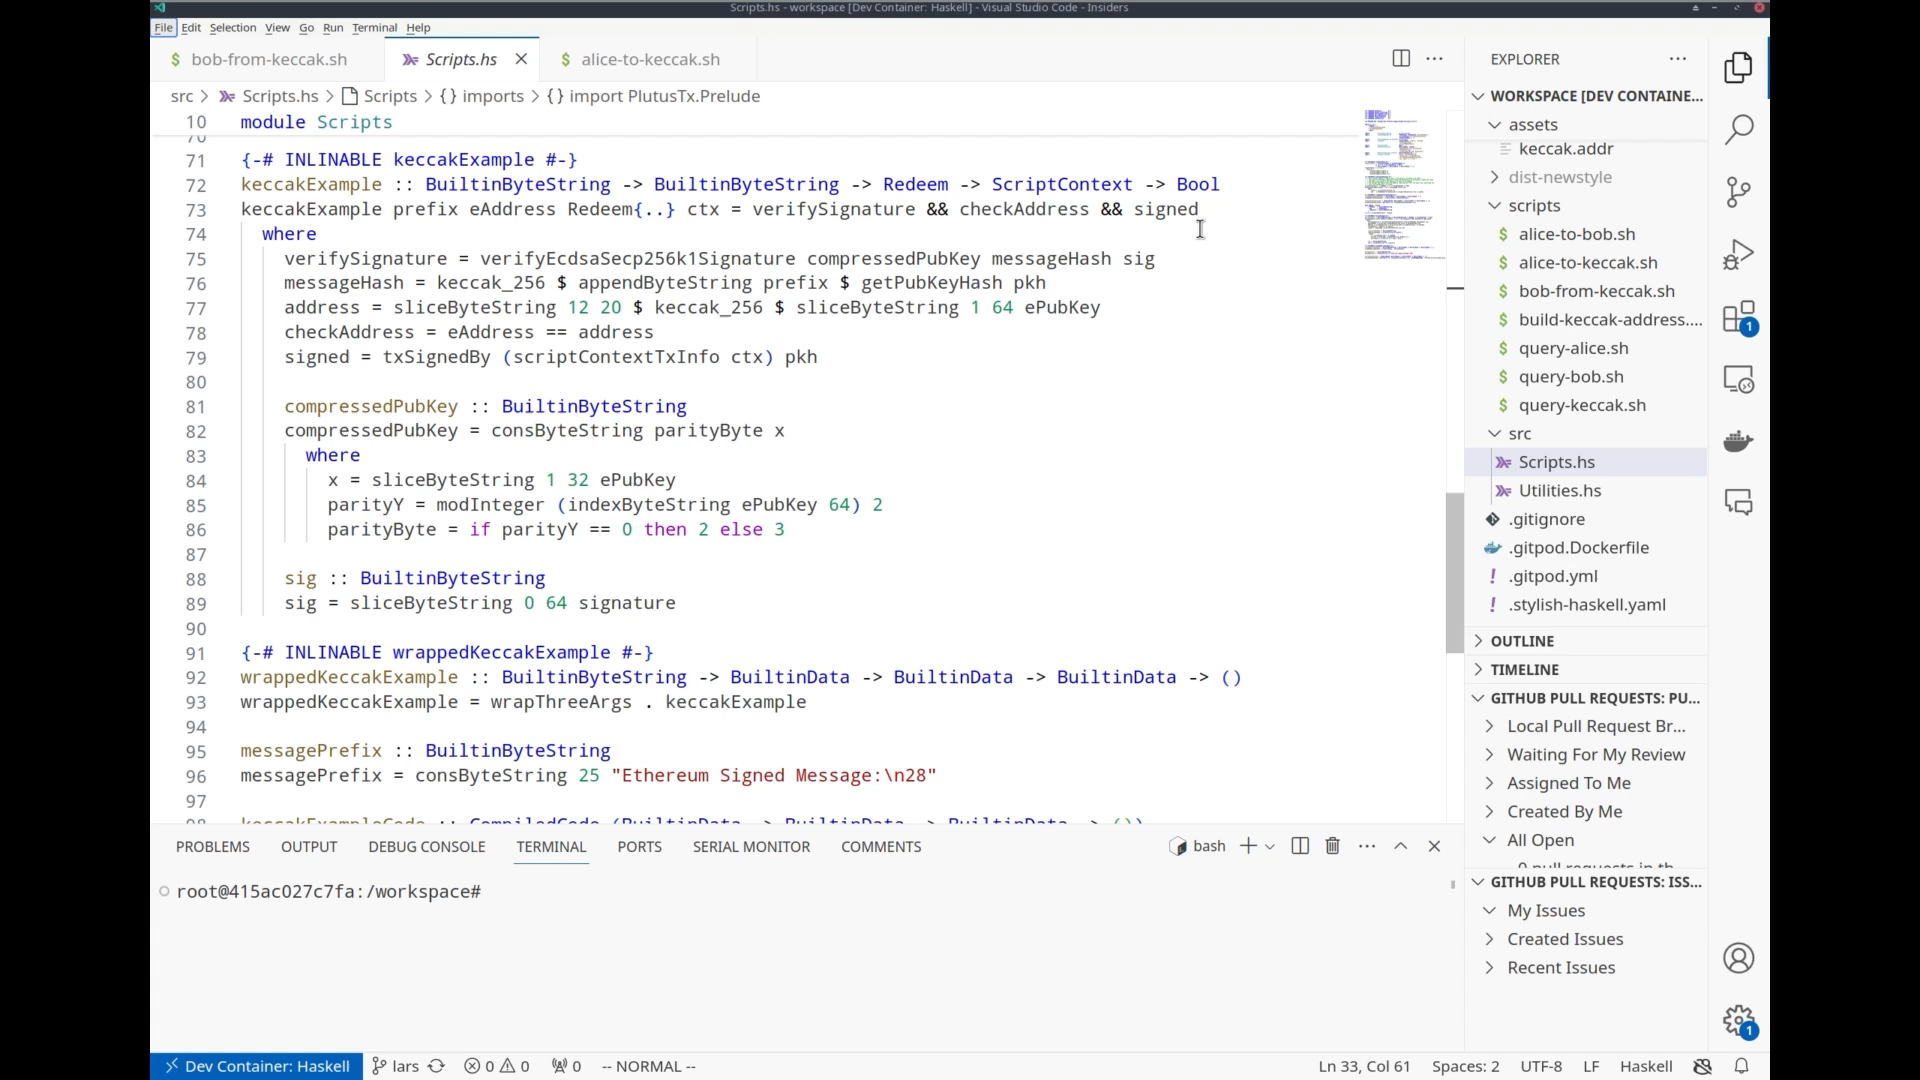 Scripts.hs - workspace [Dev Container: Haskell] - Visual Studio Code - Insiders
File Edit Selection View Go Run Terminal Help
$ bob-from-keccak.sh
Scripts.hs
$ alice-to-keccak.sh
src > Scripts.hs > Scripts > {} imports > {} import PlutusTx.Prelude
10 module Scripts
71 {-# INLINABLE keccakExample #-}
72 keccakExample :: BuiltinByteString -> BuiltinByteString -> Redeem -> ScriptContext -> Bool
73 keccakExample prefix eAddress Redeem{..} ctx = verifySignature && checkAddress && signed
74   where
75     verifySignature = verifyEcdsaSecp256k1Signature compressedPubKey messageHash sig
76     messageHash = keccak_256 $ appendByteString prefix $ getPubKeyHash pkh
77     address = sliceByteString 12 20 $ keccak_256 $ sliceByteString 1 64 ePubKey
78     checkAddress = eAddress == address
79     signed = txSignedBy (scriptContextTxInfo ctx) pkh
80
81     compressedPubKey :: BuiltinByteString
82     compressedPubKey = consByteString parityByte x
83       where
84         x = sliceByteString 1 32 ePubKey
85         parityY = modInteger (indexByteString ePubKey 64) 2
86         parityByte = if parityY == 0 then 2 else 3
87
88     sig :: BuiltinByteString
89     sig = sliceByteString 0 64 signature
90
91 {-# INLINABLE wrappedKeccakExample #-}
92 wrappedKeccakExample :: BuiltinByteString -> BuiltinData -> BuiltinData -> BuiltinData -> ()
93 wrappedKeccakExample = wrapThreeArgs . keccakExample
94
95 messagePrefix :: BuiltinByteString
96 messagePrefix = consByteString 25 "Ethereum Signed Message:\n28"
97
98 keccakExampleCode :: CompiledCode (BuiltinData -> BuiltinData -> BuiltinData -> ())
PROBLEMS OUTPUT DEBUG CONSOLE TERMINAL PORTS SERIAL MONITOR COMMENTS
bash
root@415ac027c7fa:/workspace#
EXPLORER
WORKSPACE [DEV CONTAINE...
assets
keccak.addr
dist-newstyle
scripts
$ alice-to-bob.sh
$ alice-to-keccak.sh
$ bob-from-keccak.sh
$ build-keccak-address....
$ query-alice.sh
$ query-bob.sh
$ query-keccak.sh
src
Scripts.hs
Utilities.hs
.gitignore
.gitpod.Dockerfile
! .gitpod.yml
! .stylish-haskell.yaml
OUTLINE
TIMELINE
GITHUB PULL REQUESTS: PU...
Local Pull Request Br...
Waiting For My Review
Assigned To Me
Created By Me
All Open
0 pull requests in th
GITHUB PULL REQUESTS: ISS...
My Issues
Created Issues
Recent Issues
1
1
Dev Container: Haskell
lars
0
0
0
-- NORMAL --
Ln 33, Col 61
Spaces: 2
UTF-8
LF
Haskell